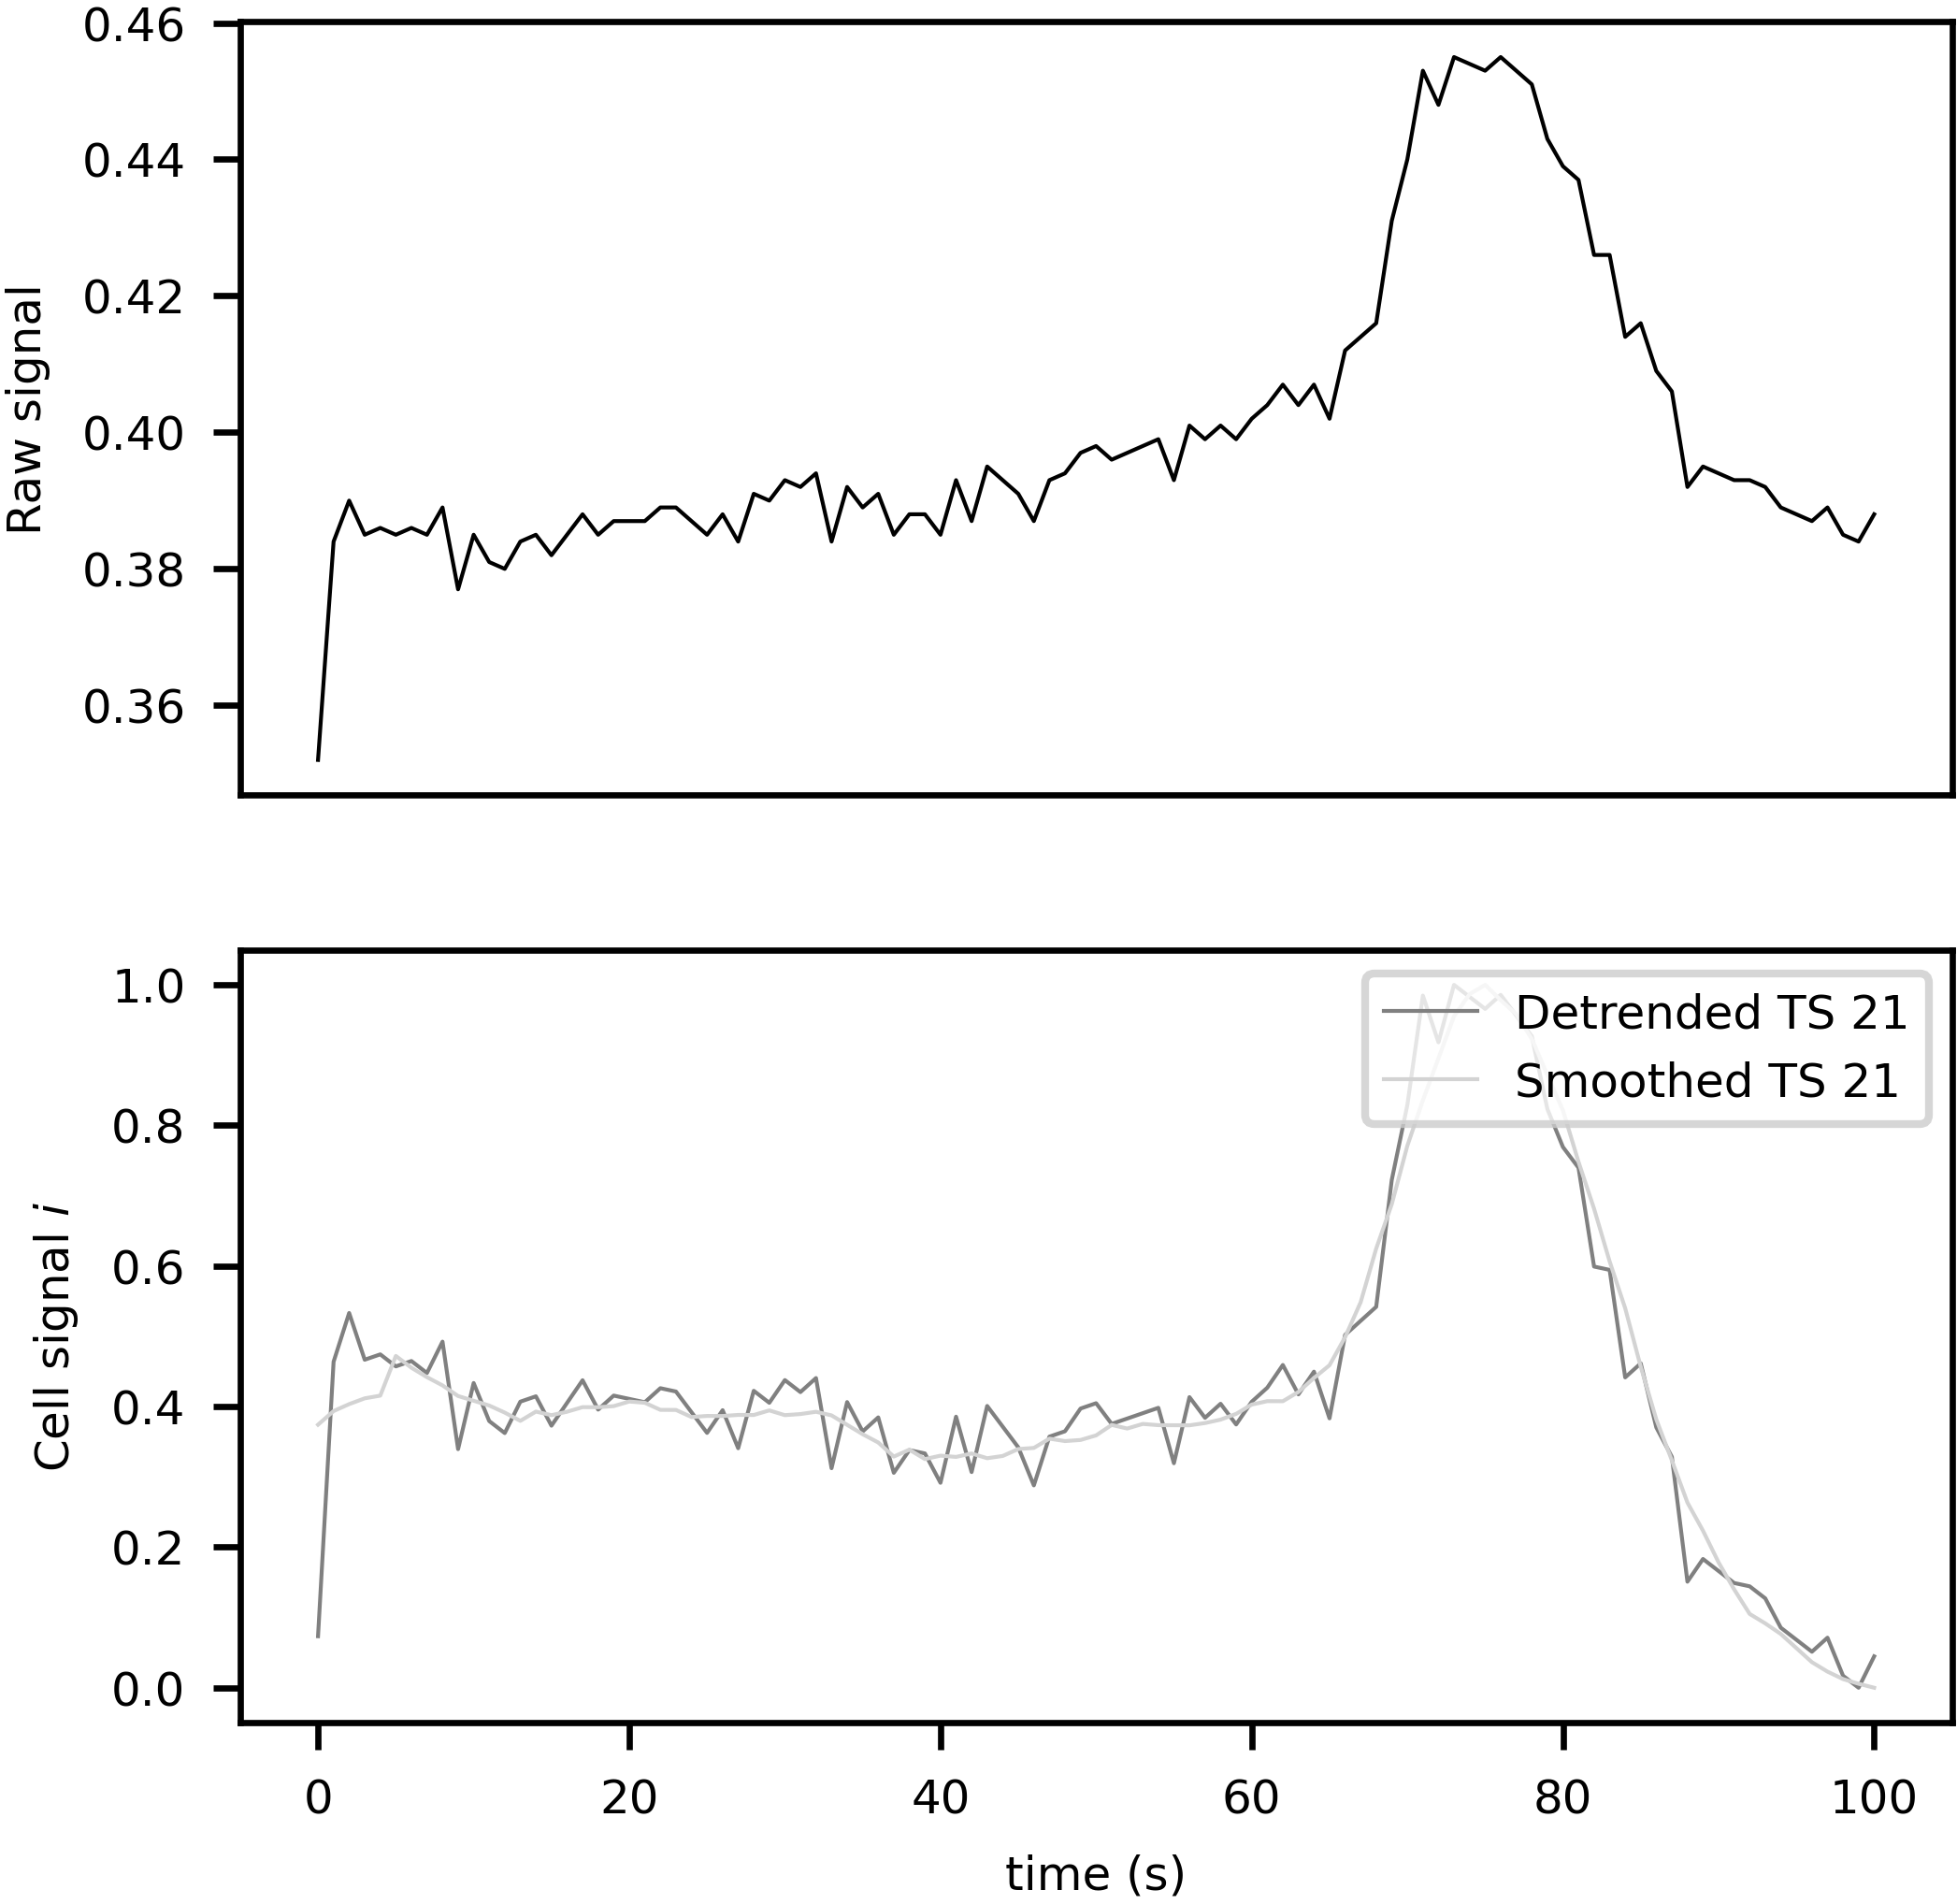 0.46
0.44
0.42
0.40
0.38
0.36
Raw signal
1.0
0.8
0.6
0.4
0.2
0.0
Cell signal i
Detrended TS 21
Smoothed TS 21
0 20 40 60 80 100
time (s)